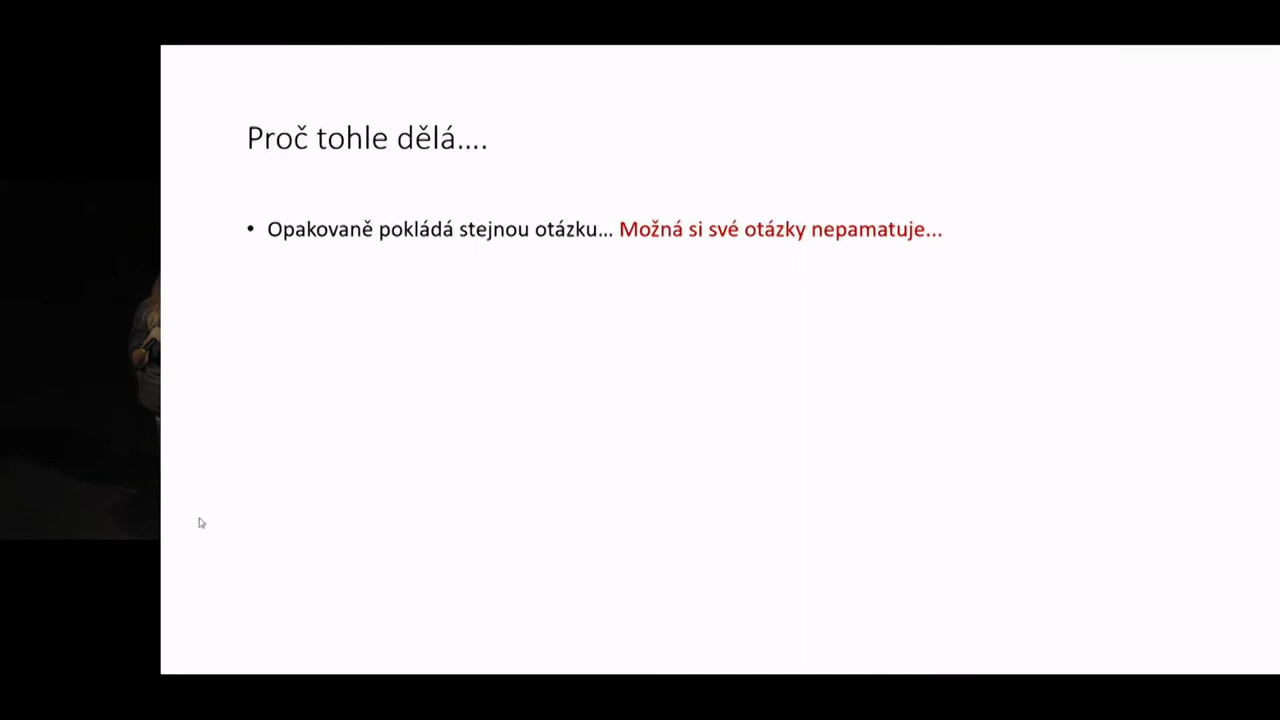 Proč tohle dělá....
• Opakovaně pokládá stejnou otázku... Možná si své otázky nepamatuje...